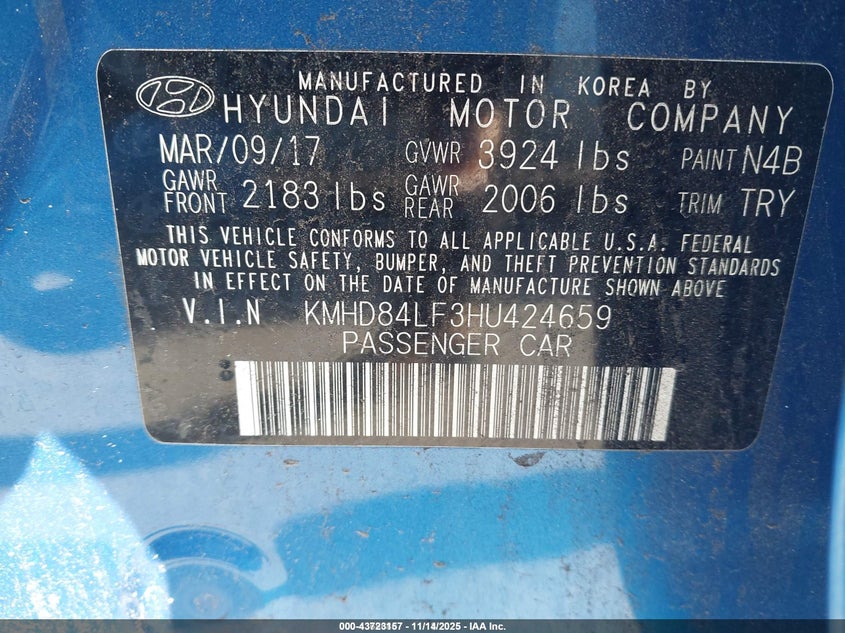 MANUFACTURED IN KOREA BY
HYUNDAI MOTOR COMPANY
MAR/09/17 GVWR 3924 lbs PAINT N4B
GAWR FRONT 2183 lbs GAWR REAR 2006 lbs TRIM TRY
THIS VEHICLE CONFORMS TO ALL APPLICABLE U.S.A. FEDERAL
MOTOR VEHICLE SAFETY, BUMPER, AND THEFT PREVENTION STANDARDS
IN EFFECT ON THE DATE OF MANUFACTURE SHOWN ABOVE
V.I.N KMHD84LF3HU424659
PASSENGER CAR
000-43723157 - 11/14/2025 - IAA Inc.